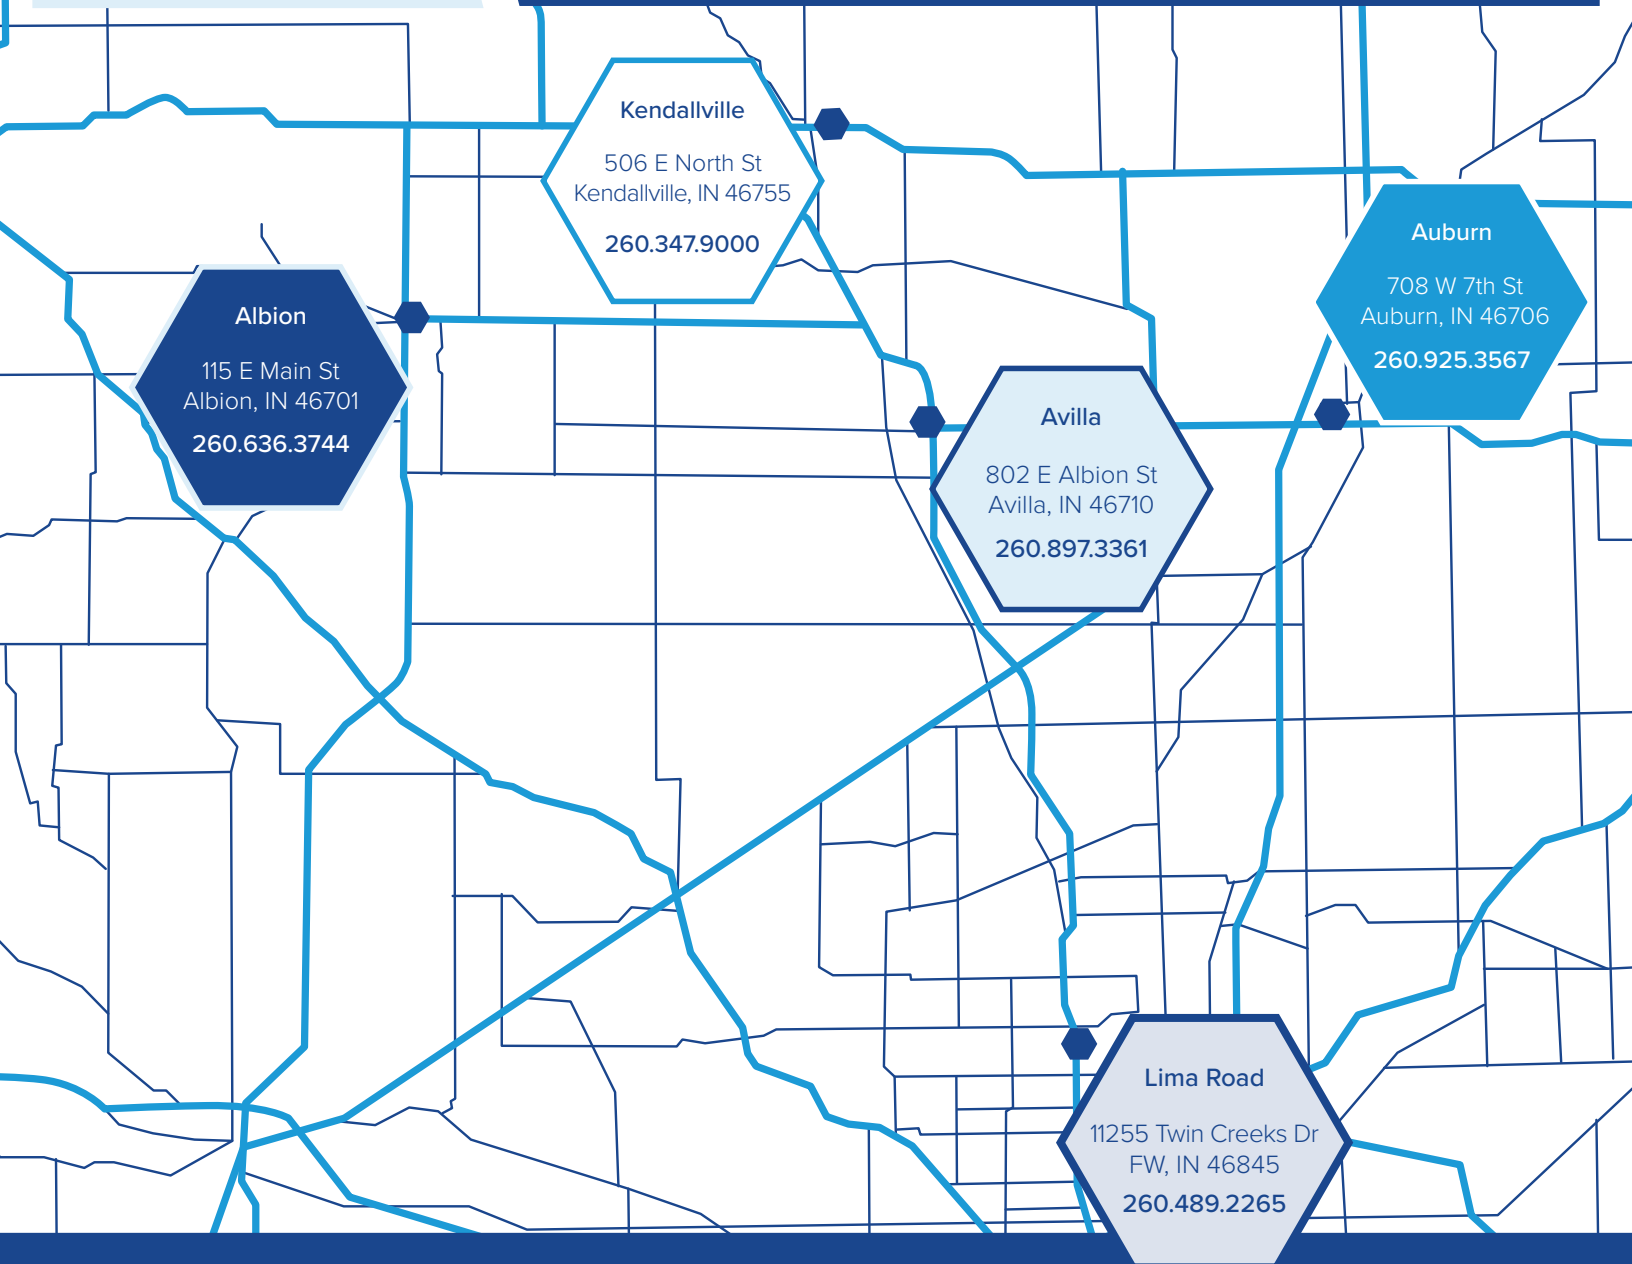 Kendallville
506 E North St
Kendallville, IN 46755
260.347.9000
Auburn
708 W 7th St
Auburn, IN 46706
260.925.3567
Albion
115 E Main St
Albion, IN 46701
260.636.3744
Avilla
802 E Albion St
Avilla, IN 46710
260.897.3361
Lima Road
11255 Twin Creeks Dr
FW, IN 46845
260.489.2265